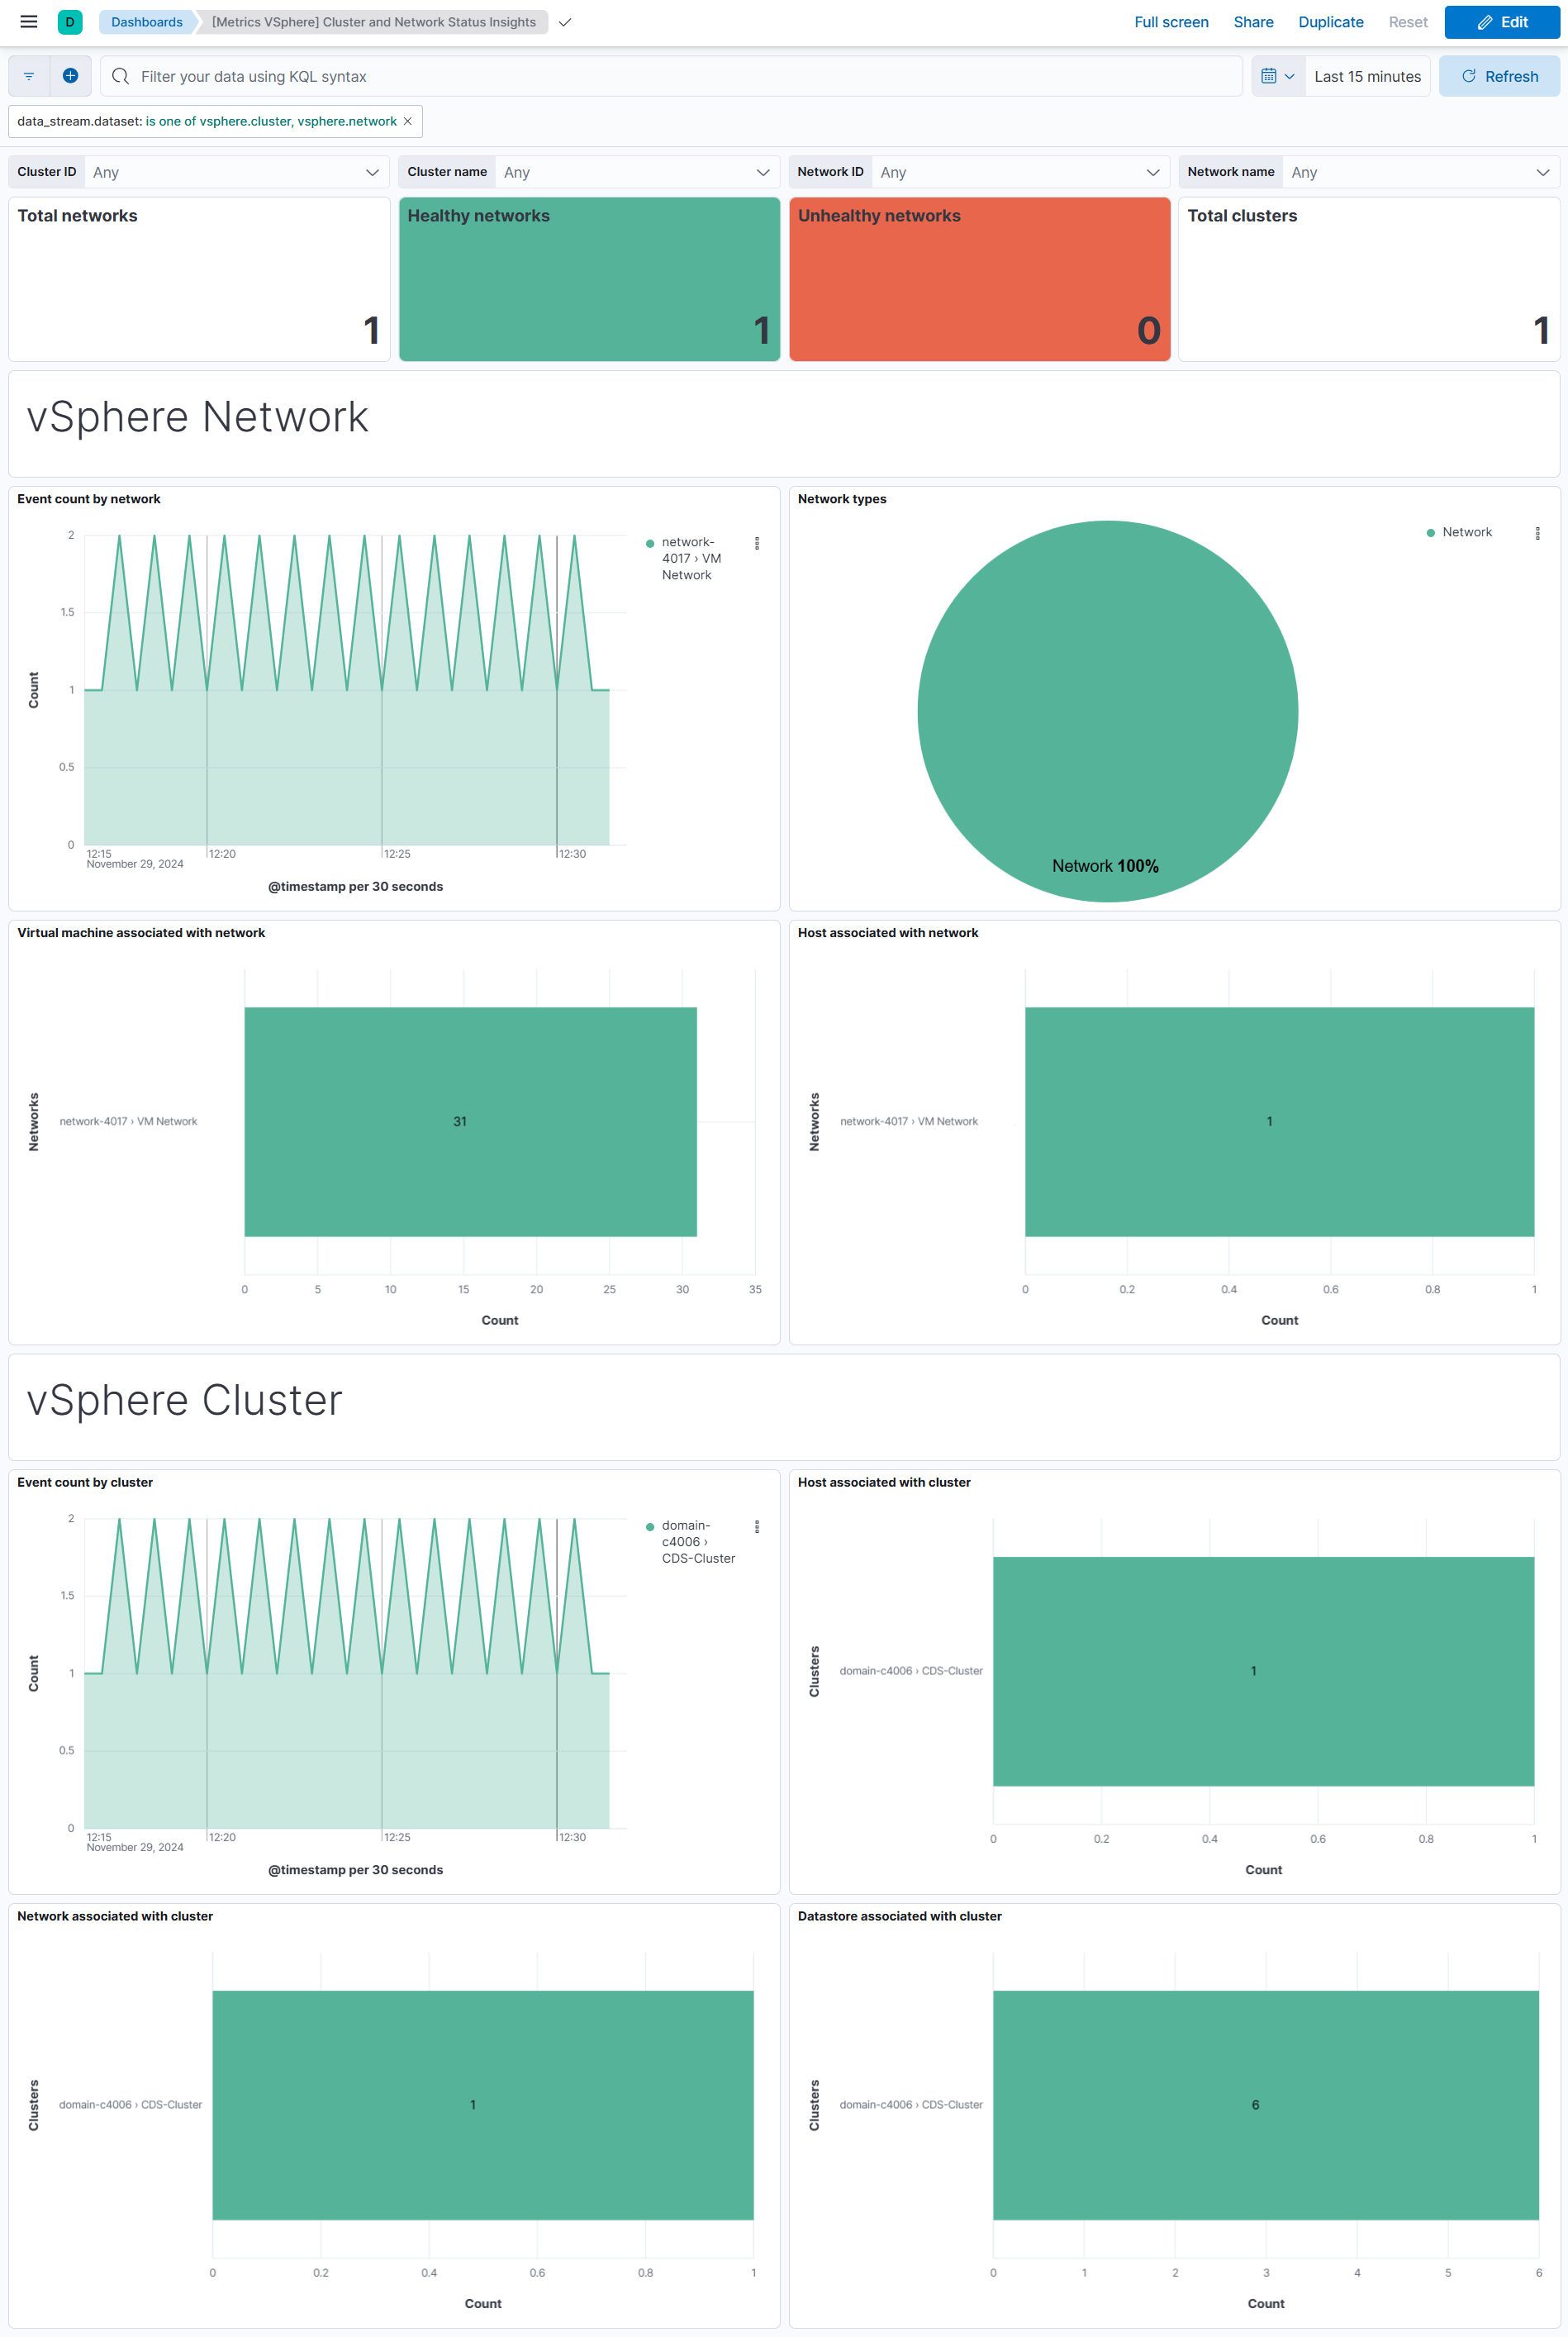 D
Dashboards
[Metrics VSphere] Cluster and Network Status Insights
Full screen
Share
Duplicate
Reset
Edit
Filter your data using KQL syntax
Last 15 minutes
Refresh
data_stream.dataset: is one of vsphere.cluster, vsphere.network
Cluster ID
Any
Cluster name
Any
Network ID
Any
Network name
Any
Total networks
1
Healthy networks
1
Unhealthy networks
0
Total clusters
1
vSphere Network
Event count by network
2
1.5
1
0.5
0
Count
12:15
November 29, 2024
12:20
12:25
12:30
@timestamp per 30 seconds
network-
4017 › VM
Network
Network types
Network
Network 100%
Virtual machine associated with network
Networks
network-4017 › VM Network
31
0
5
10
15
20
25
30
35
Count
Host associated with network
Networks
network-4017 › VM Network
1
0
0.2
0.4
0.6
0.8
1
Count
vSphere Cluster
Event count by cluster
2
1.5
1
0.5
0
Count
12:15
November 29, 2024
12:20
12:25
12:30
@timestamp per 30 seconds
domain-
c4006 ›
CDS-Cluster
Host associated with cluster
Clusters
domain-c4006 › CDS-Cluster
1
0
0.2
0.4
0.6
0.8
1
Count
Network associated with cluster
Clusters
domain-c4006 › CDS-Cluster
1
0
0.2
0.4
0.6
0.8
1
Count
Datastore associated with cluster
Clusters
domain-c4006 › CDS-Cluster
6
0
1
2
3
4
5
6
Count